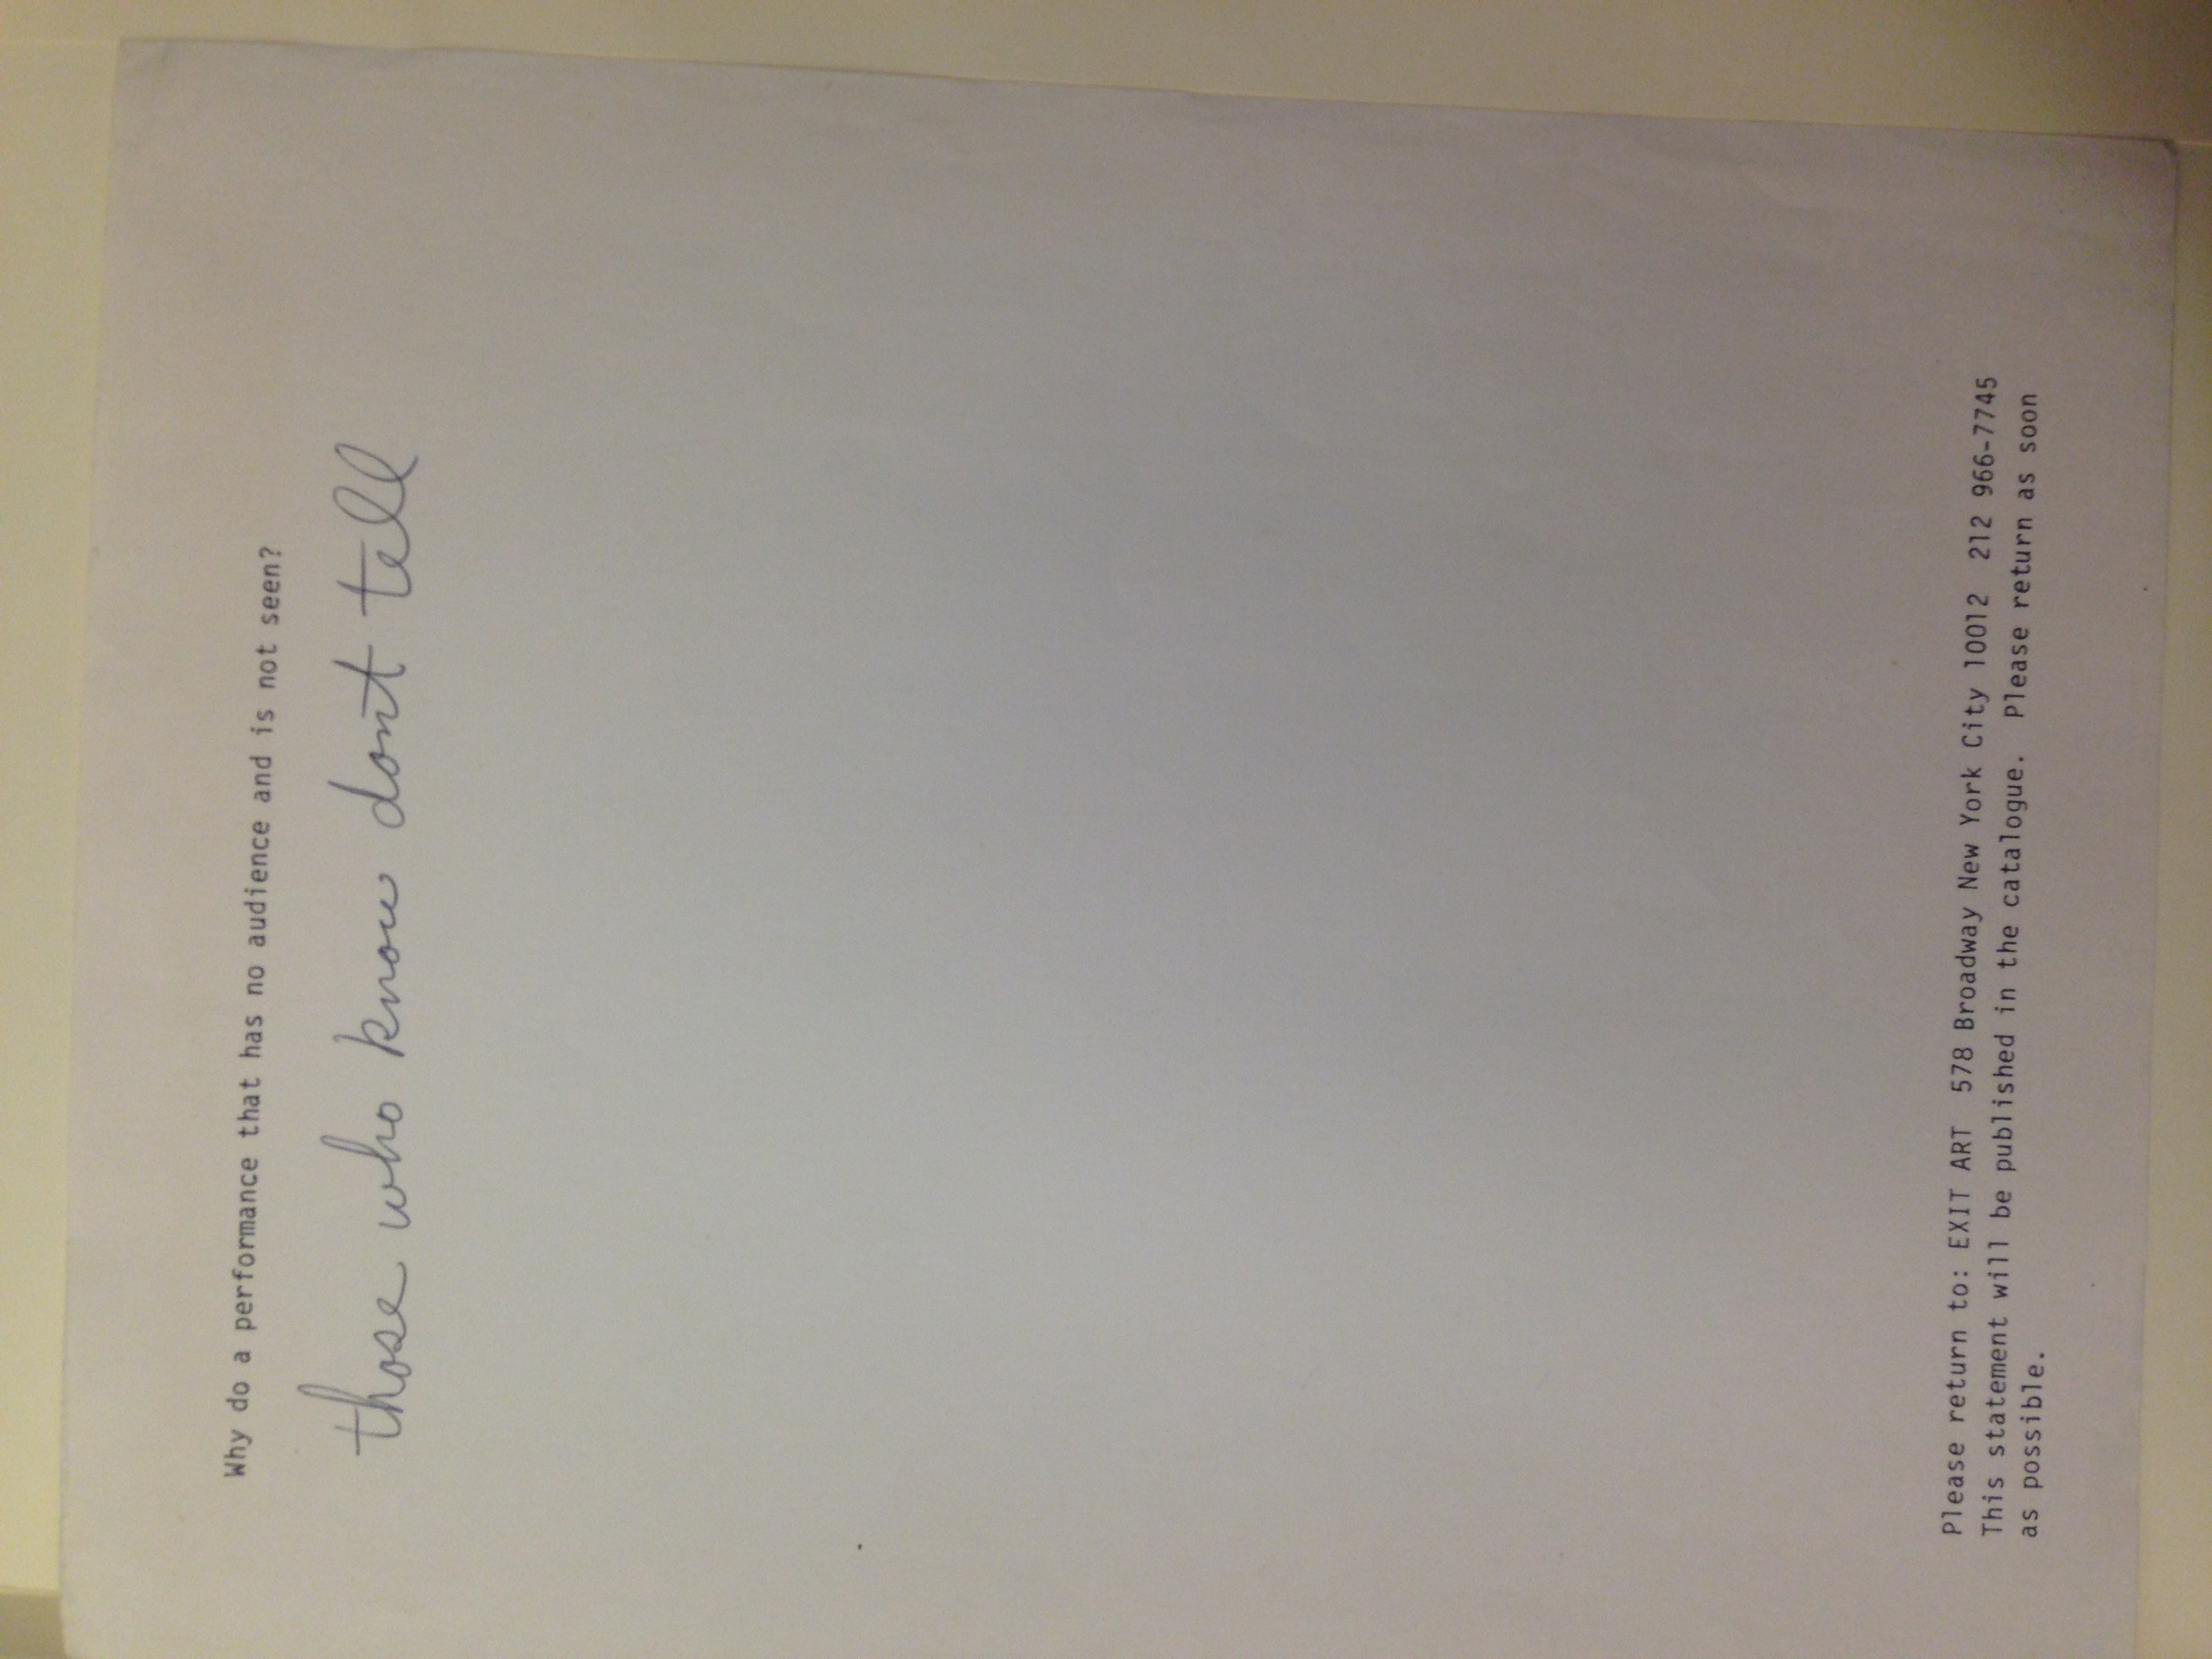 Why do a performance that has no audience and is not seen?
those who know dont tell
Please return to: EXIT ART 578 Broadway New York City 10012 212 966-7745
This statement will be published in the catalogue. Please return as soon
as possible.